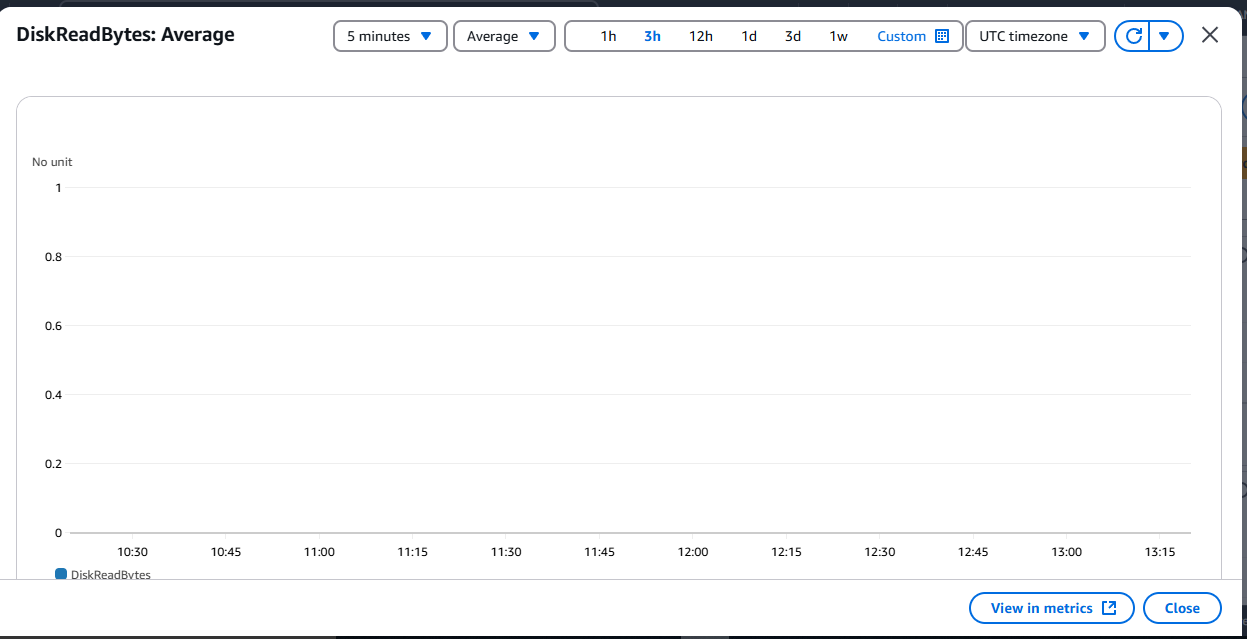 DiskReadBytes: Average
5 minutes
Average
1h 3h 12h 1d 3d 1w Custom
UTC timezone
No unit
1
0.8
0.6
0.4
0.2
0
10:30 10:45 11:00 11:15 11:30 11:45 12:00 12:15 12:30 12:45 13:00 13:15
DiskReadBytes
View in metrics
Close